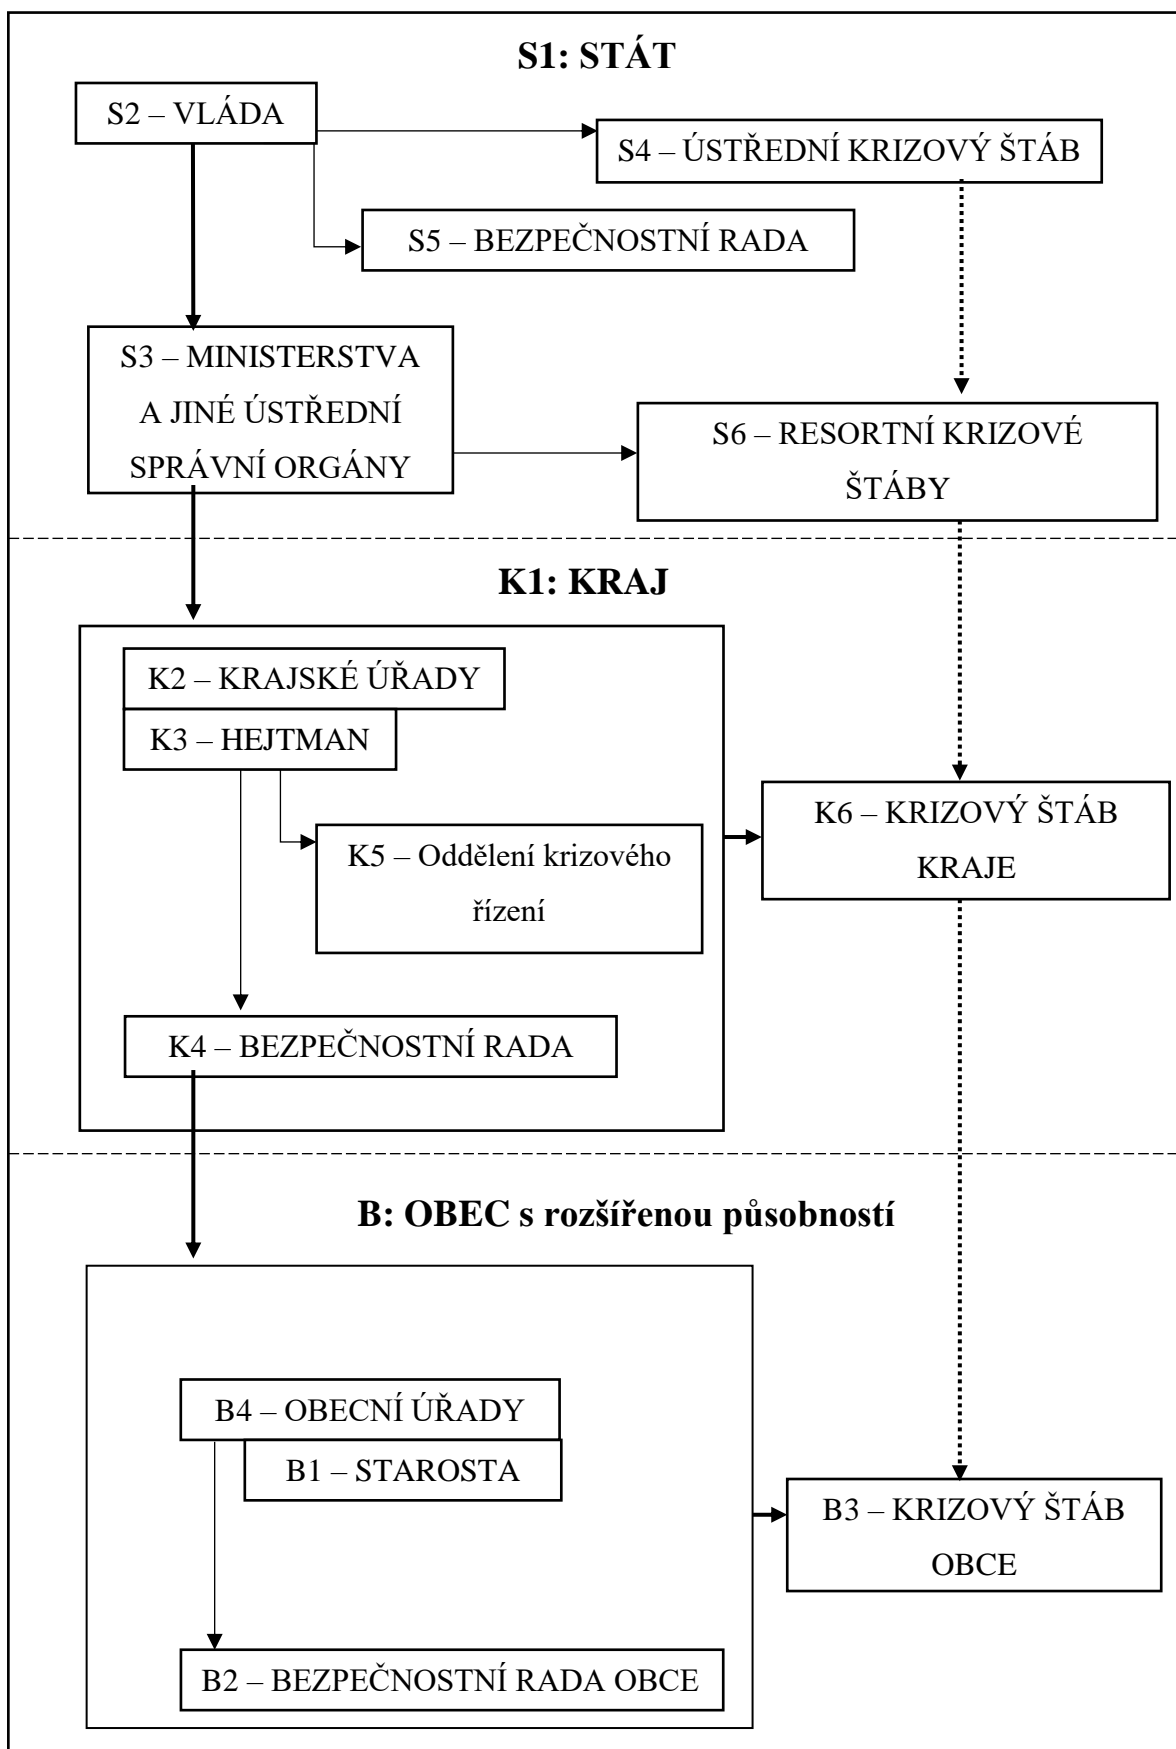 S1: STÁT
S2 – VLÁDA
S4 – ÚSTŘEDNÍ KRIZOVÝ ŠTÁB
S5 – BEZPEČNOSTNÍ RADA
S3 – MINISTERSTVA
A JINÉ ÚSTŘEDNÍ
SPRÁVNÍ ORGÁNY
S6 – RESORTNÍ KRIZOVÉ
ŠTÁBY
K1: KRAJ
K2 – KRAJSKÉ ÚŘADY
K3 – HEJTMAN
K5 – Oddělení krizového
řízení
K6 – KRIZOVÝ ŠTÁB
KRAJE
K4 – BEZPEČNOSTNÍ RADA
B: OBEC s rozšířenou působností
B4 – OBECNÍ ÚŘADY
B1 – STAROSTA
B3 – KRIZOVÝ ŠTÁB
OBCE
B2 – BEZPEČNOSTNÍ RADA OBCE